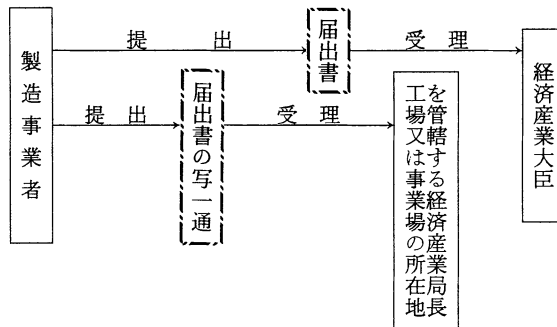 製造事業者
提出
届出書
受理
経済産業大臣
提出
届出書の写一通
受理
工場又は事業場の所在地
を管轄する経済産業局長